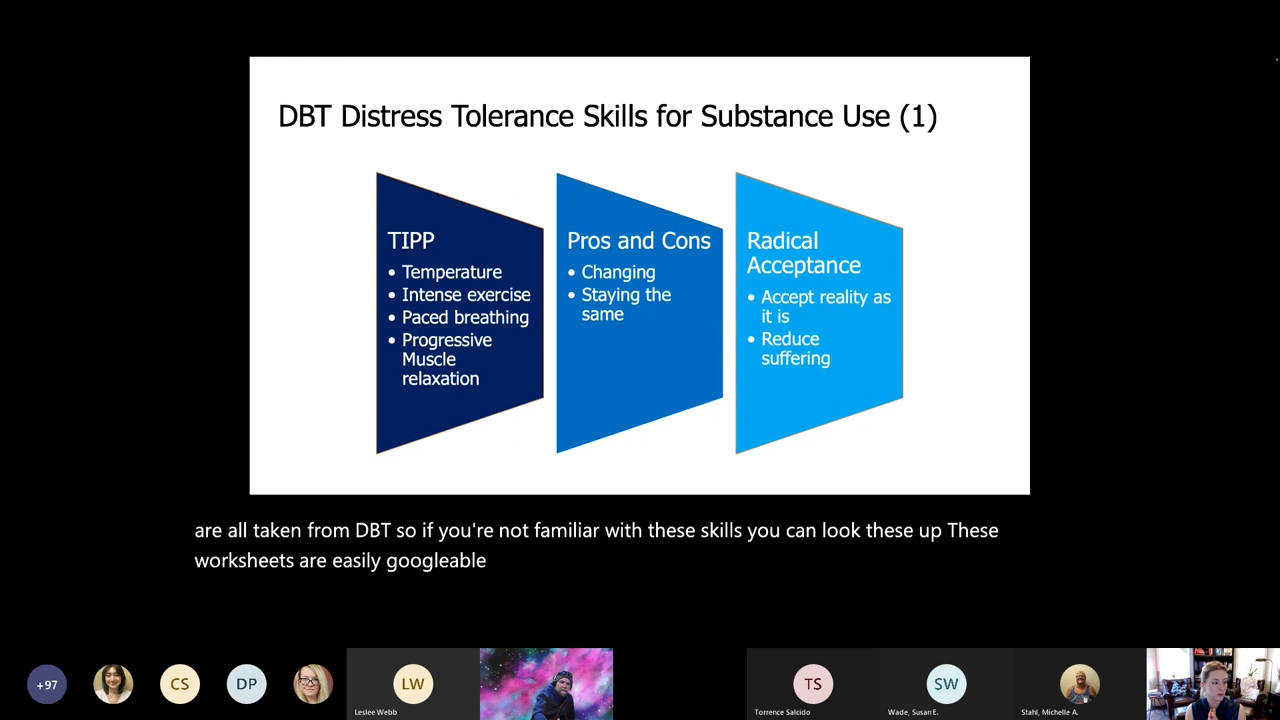 DBT Distress Tolerance Skills for Substance Use (1)
TIPP
• Temperature
• Intense exercise
• Paced breathing
• Progressive
Muscle
relaxation
Pros and Cons
• Changing
• Staying the
same
Radical
Acceptance
• Accept reality as
it is
• Reduce
suffering
are all taken from DBT so if you're not familiar with these skills you can look these up These
worksheets are easily googleable
+97
CS
DP
LW
Leslee Webb
TS
Torrence Salcido
SW
Wade, Susan E.
Stahl, Michelle A.